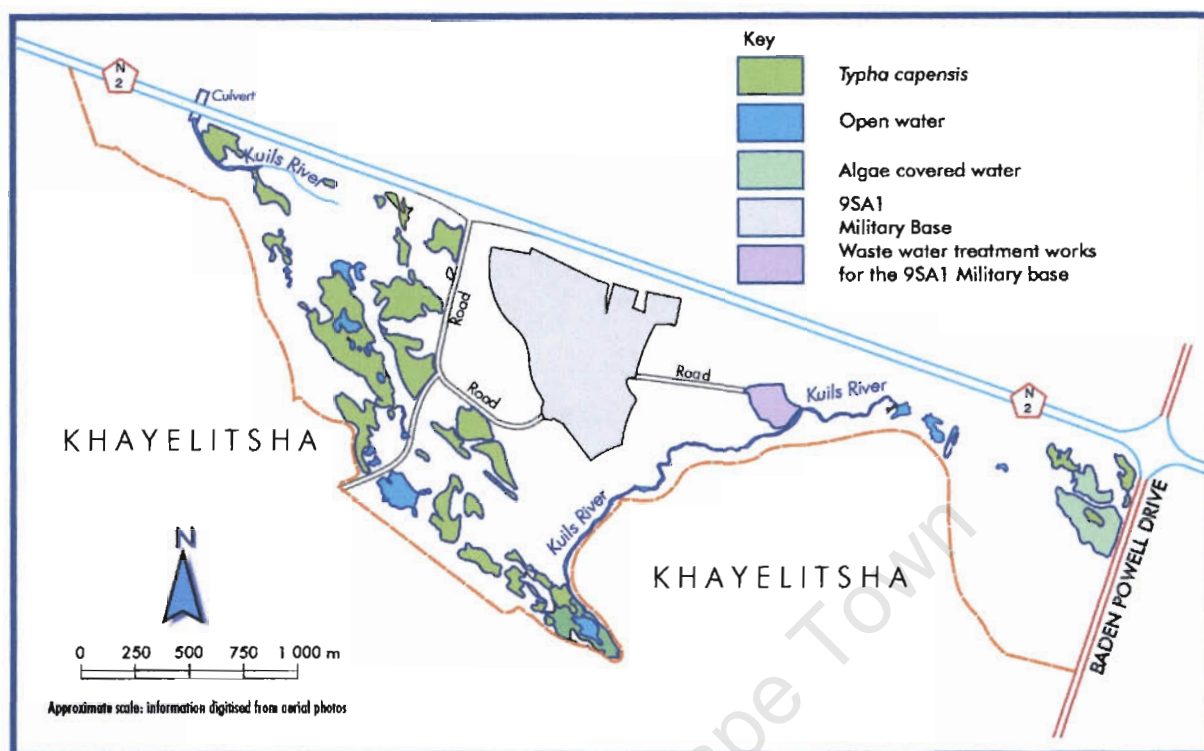 Key
Typha capensis
Open water
Algae covered water
9SA1
Military Base
Waste water treatment works
for the 9SA1 Military base
N
2
Culvert
Kuils River
Road
Road
Road
Kuils River
N
2
KHAYELITSHA
Kuils River
KHAYELITSHA
BADEN POWELL DRIVE
N
0 250 500 750 1 000 m
Approximate scale: information digitised from aerial photos
Town